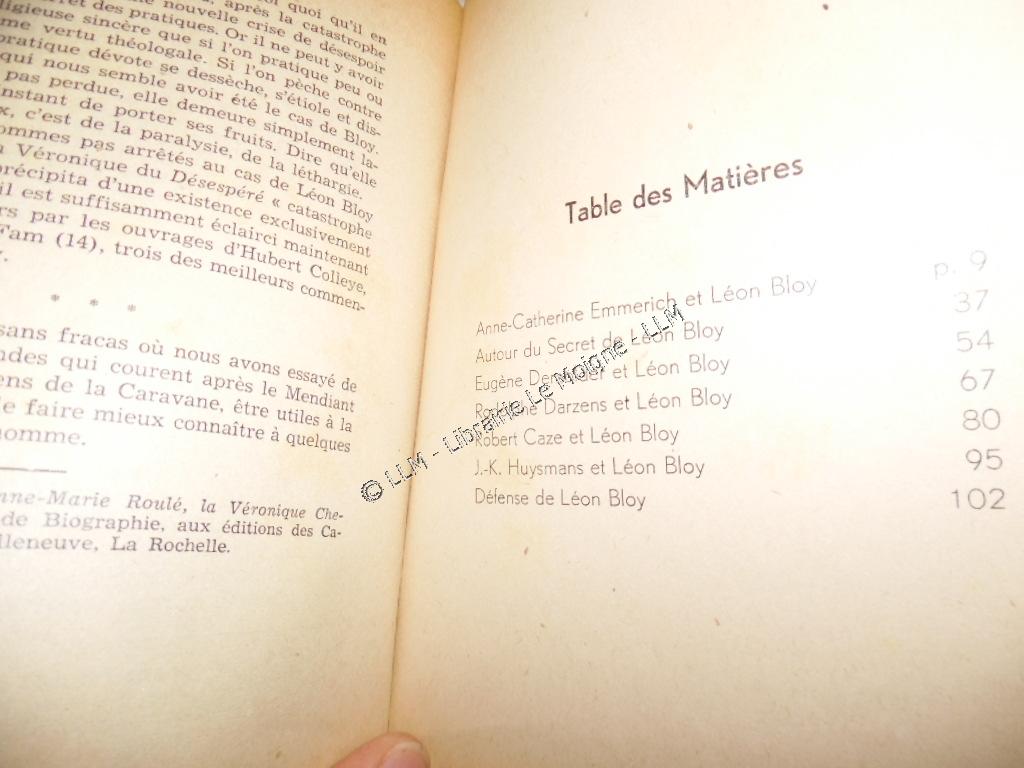 quoi qu'il en
des pratiques, après la catastrophe
nouvelle crise de désespoir
religieuse sincère que si l'on pratique peu ou
me vertu théologale. Si l'on pèche contre
pratique dévote se dessèche, s'étiole et dis-
qui nous semble avoir été le cas de Bloy.
pas perdue, elle demeure simplement la-
instant de porter ses fruits. Dire qu'elle
c'est de la paralysie, de la léthargie.
ommes pas arrêtés au cas de Léon Bloy
Véronique du Désespéré « catastrophe
précipita d'une existence exclusivement
il est suffisamment éclairci maintenant
rs par les ouvrages d'Hubert Colleye,
Tam (14), trois des meilleurs commen-
* * *
sans fracas où nous avons essayé de
ndes qui courent après le Mendiant
ens de la Caravane, être utiles à la
e faire mieux connaître à quelques
homme.
nne-Marie Roulé, la Véronique Che-
de Biographie, aux éditions des Ca-
lleneuve, La Rochelle.
Table des Matières
Anne-Catherine Emmerich et Léon Bloy p. 9
Autour du Secret de Léon Bloy 37
Eugène et Léon Bloy 54
Darzens et Léon Bloy 67
Robert Caze et Léon Bloy 80
J.-K. Huysmans et Léon Bloy 95
Défense de Léon Bloy 102
© LLM - Librairie Le Moigne - LLM